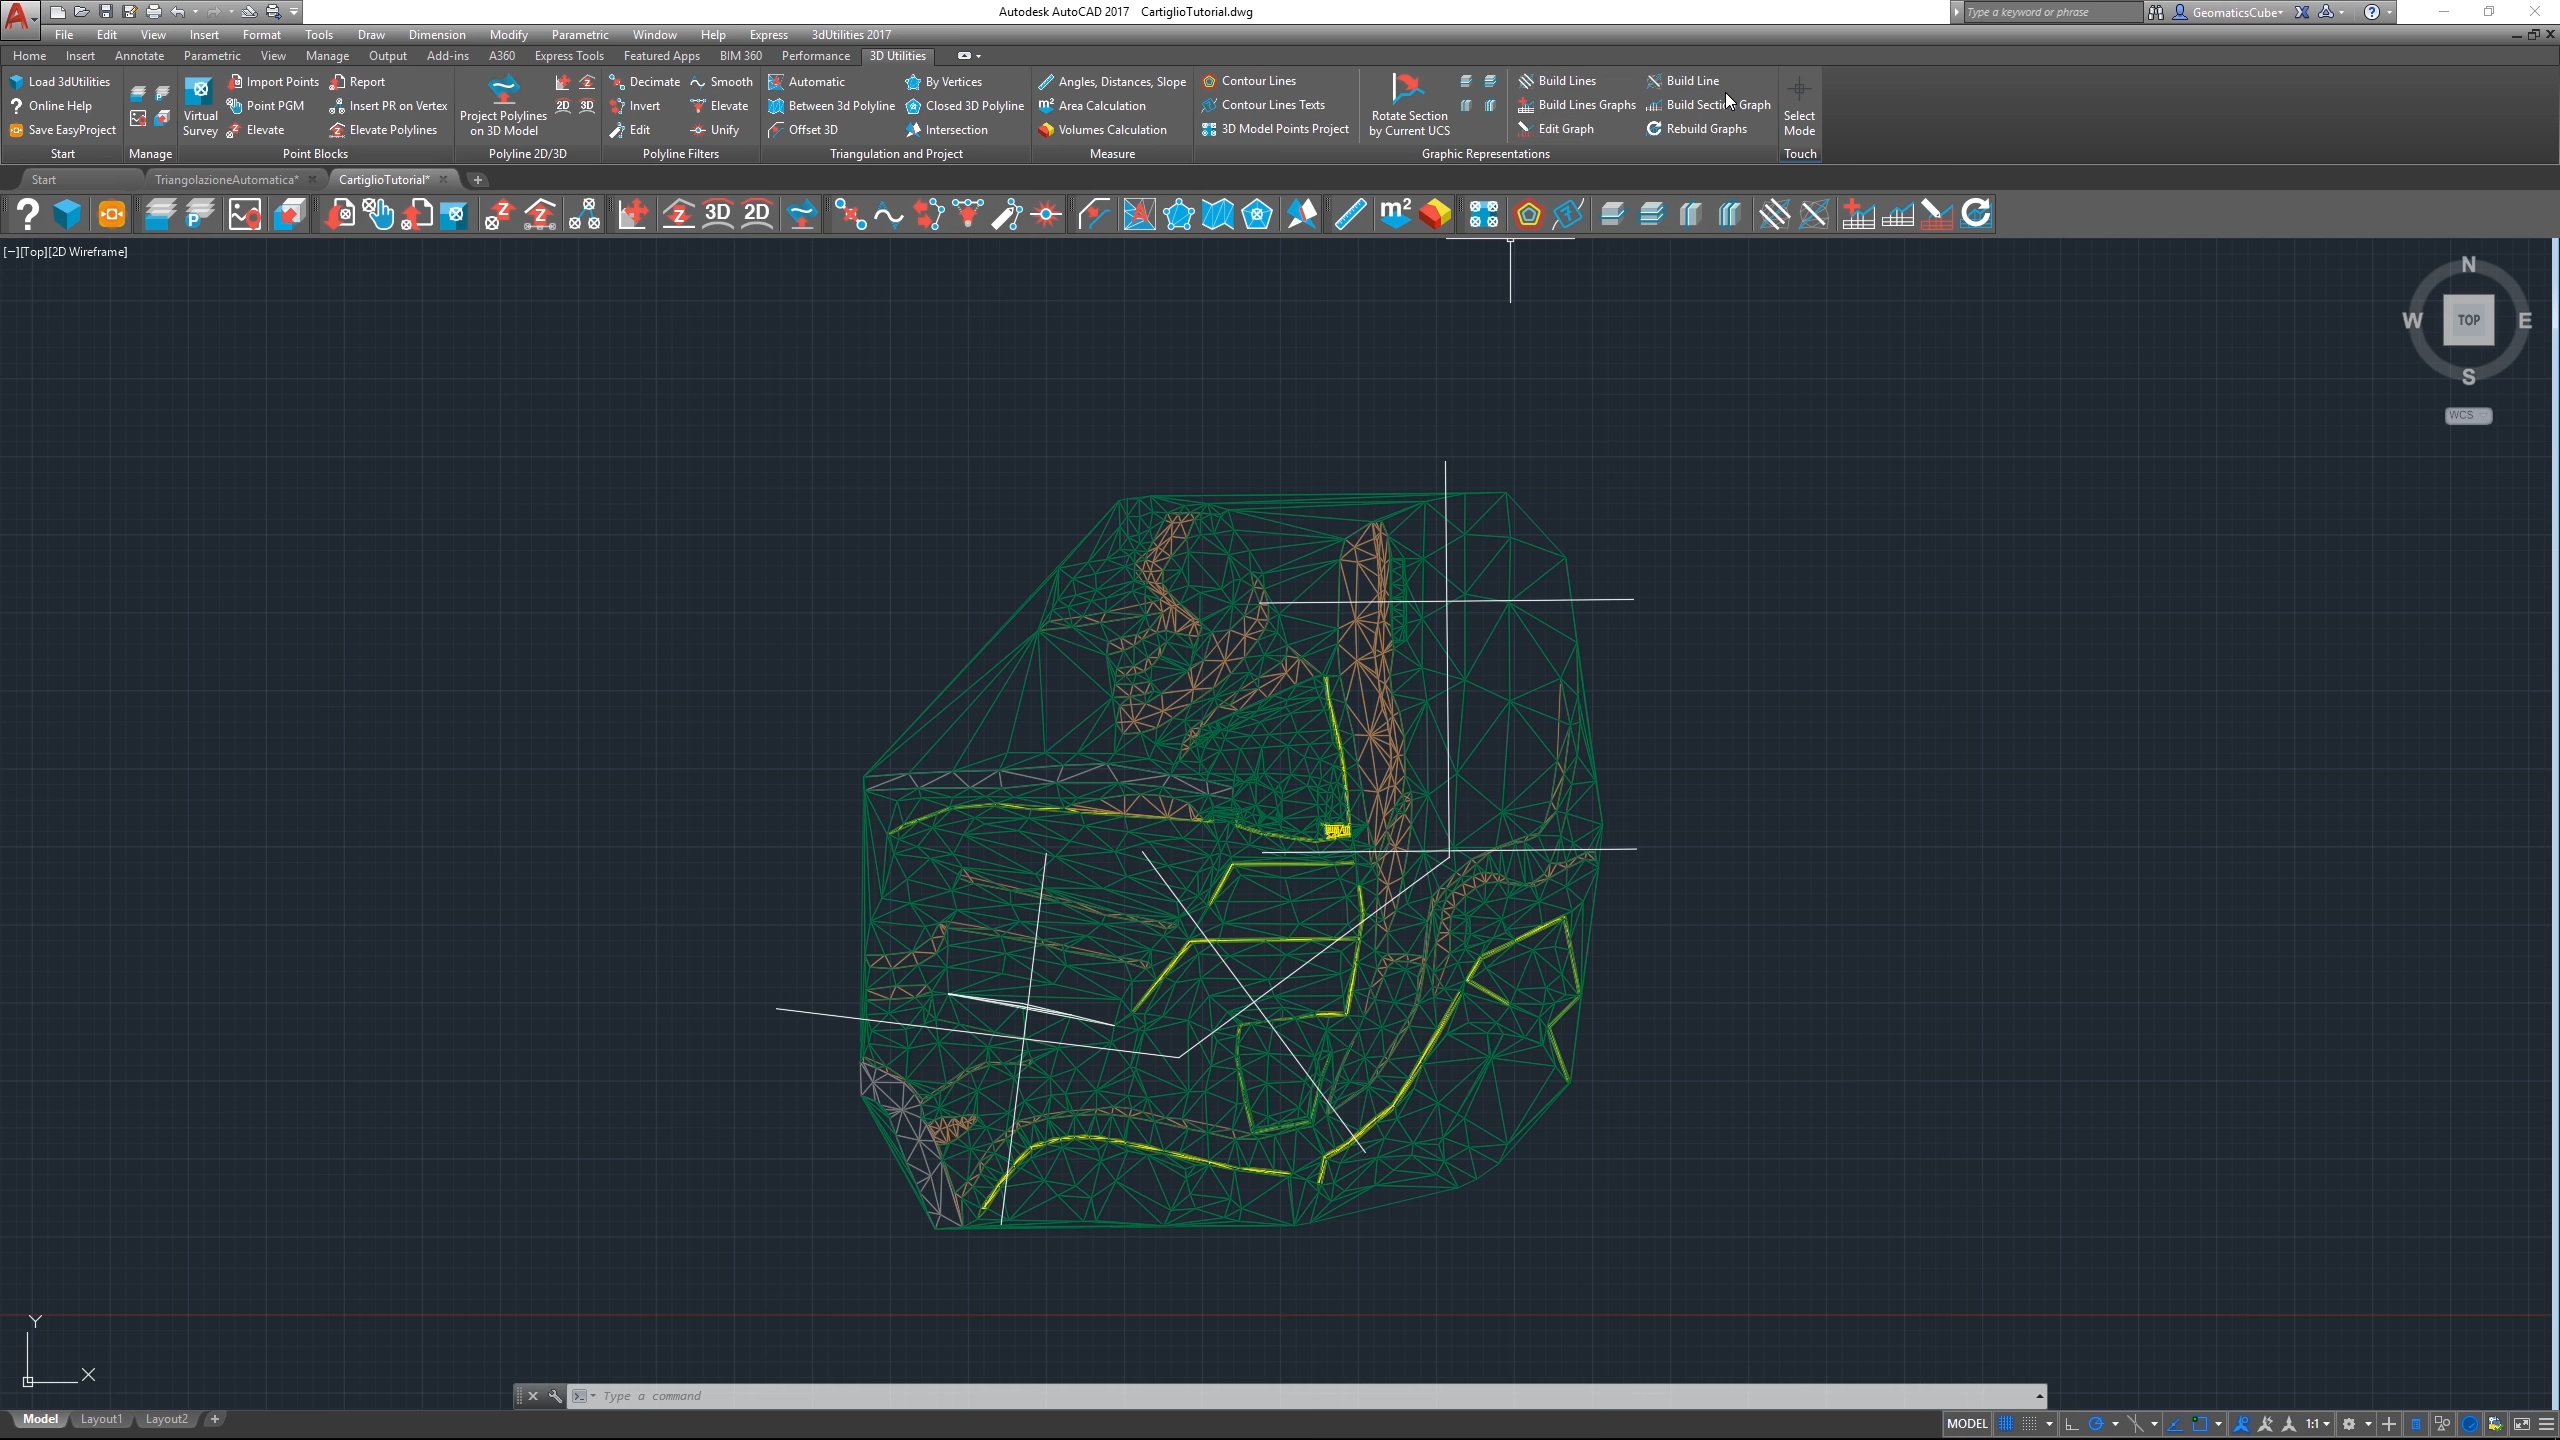 Autodesk AutoCAD 2017 CartiglioTutorial.dwg
Type a keyword or phrase
GeomaticsCube
File Edit View Insert Format Tools Draw Dimension Modify Parametric Window Help Express 3dUtilities 2017
Home Insert Annotate Parametric View Manage Output Add-ins A360 Express Tools Featured Apps BIM 360 Performance 3D Utilities
Load 3dUtilities
Online Help
Save EasyProject
Start
Manage
Virtual
Survey
Import Points
Point PGM
Elevate
Report
Insert PR on Vertex
Elevate Polylines
Point Blocks
Project Polylines
on 3D Model
2D 3D
Polyline 2D/3D
Decimate
Invert
Edit
Smooth
Elevate
Unify
Polyline Filters
Automatic
Between 3d Polyline
Offset 3D
By Vertices
Closed 3D Polyline
Intersection
Triangulation and Project
Angles, Distances, Slope
m² Area Calculation
Volumes Calculation
Measure
Contour Lines
Contour Lines Texts
3D Model Points Project
Rotate Section
by Current UCS
Build Lines
Build Lines Graphs
Edit Graph
Build Line
Build Section Graph
Rebuild Graphs
Graphic Representations
Select
Mode
Touch
Start TriangolazioneAutomatica* CartiglioTutorial*
? P Z Z Z 3D 2D m²
[−][Top][2D Wireframe]
N
W TOP E
S
WCS
Y
X
Type a command
Model Layout1 Layout2 +
MODEL 1:1